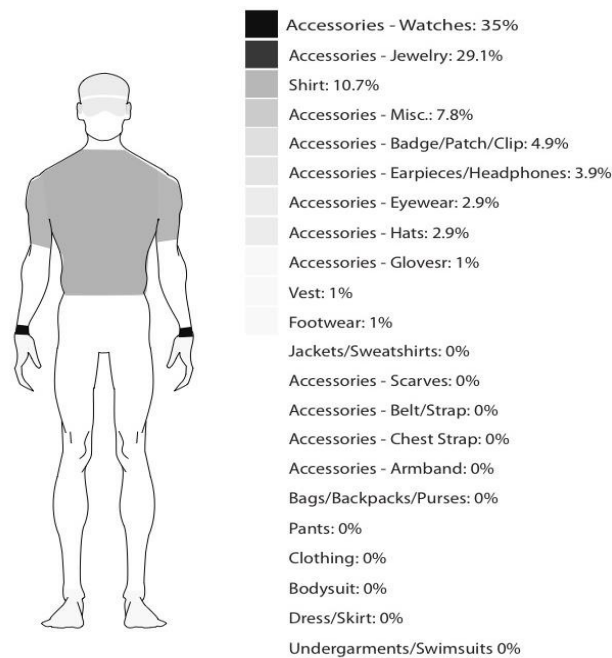 Accessories - Watches: 35%
Accessories - Jewelry: 29.1%
Shirt: 10.7%
Accessories - Misc.: 7.8%
Accessories - Badge/Patch/Clip: 4.9%
Accessories - Earpieces/Headphones: 3.9%
Accessories - Eyewear: 2.9%
Accessories - Hats: 2.9%
Accessories - Glovesr: 1%
Vest: 1%
Footwear: 1%
Jackets/Sweatshirts: 0%
Accessories - Scarves: 0%
Accessories - Belt/Strap: 0%
Accessories - Chest Strap: 0%
Accessories - Armband: 0%
Bags/Backpacks/Purses: 0%
Pants: 0%
Clothing: 0%
Bodysuit: 0%
Dress/Skirt: 0%
Undergarments/Swimsuits 0%